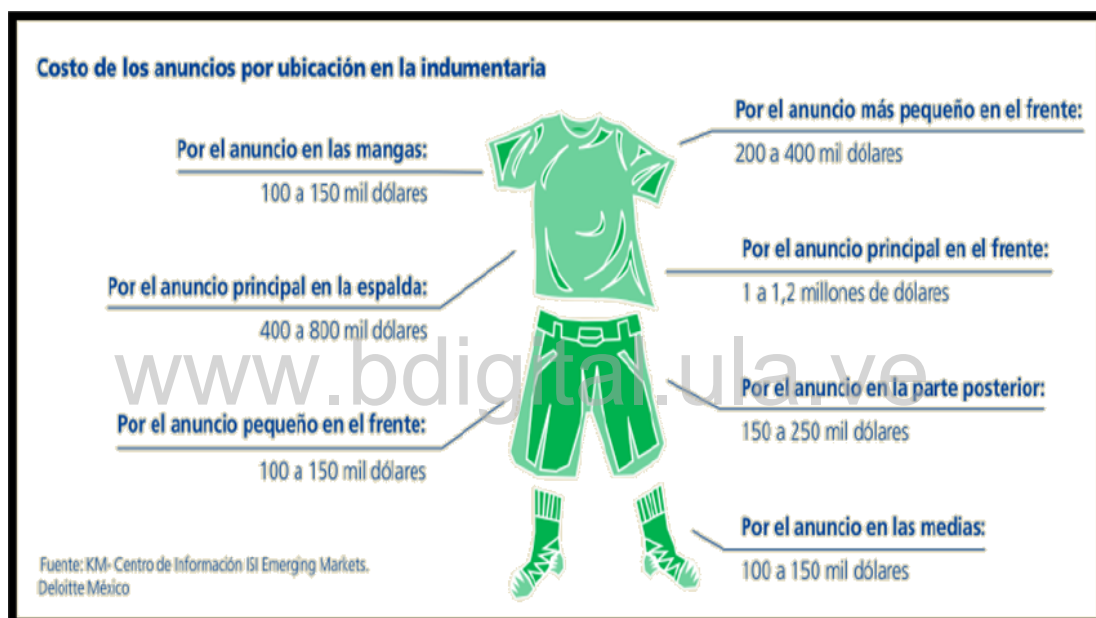 Costo de los anuncios por ubicación en la indumentaria
Por el anuncio en las mangas:
100 a 150 mil dólares
Por el anuncio principal en la espalda:
400 a 800 mil dólares
Por el anuncio pequeño en el frente:
100 a 150 mil dólares
Por el anuncio más pequeño en el frente:
200 a 400 mil dólares
Por el anuncio principal en el frente:
1 a 1,2 millones de dólares
Por el anuncio en la parte posterior:
150 a 250 mil dólares
Por el anuncio en las medias:
100 a 150 mil dólares
www.bdigital.ula.ve
Fuente: KM- Centro de Información ISI Emerging Markets.
Deloitte México